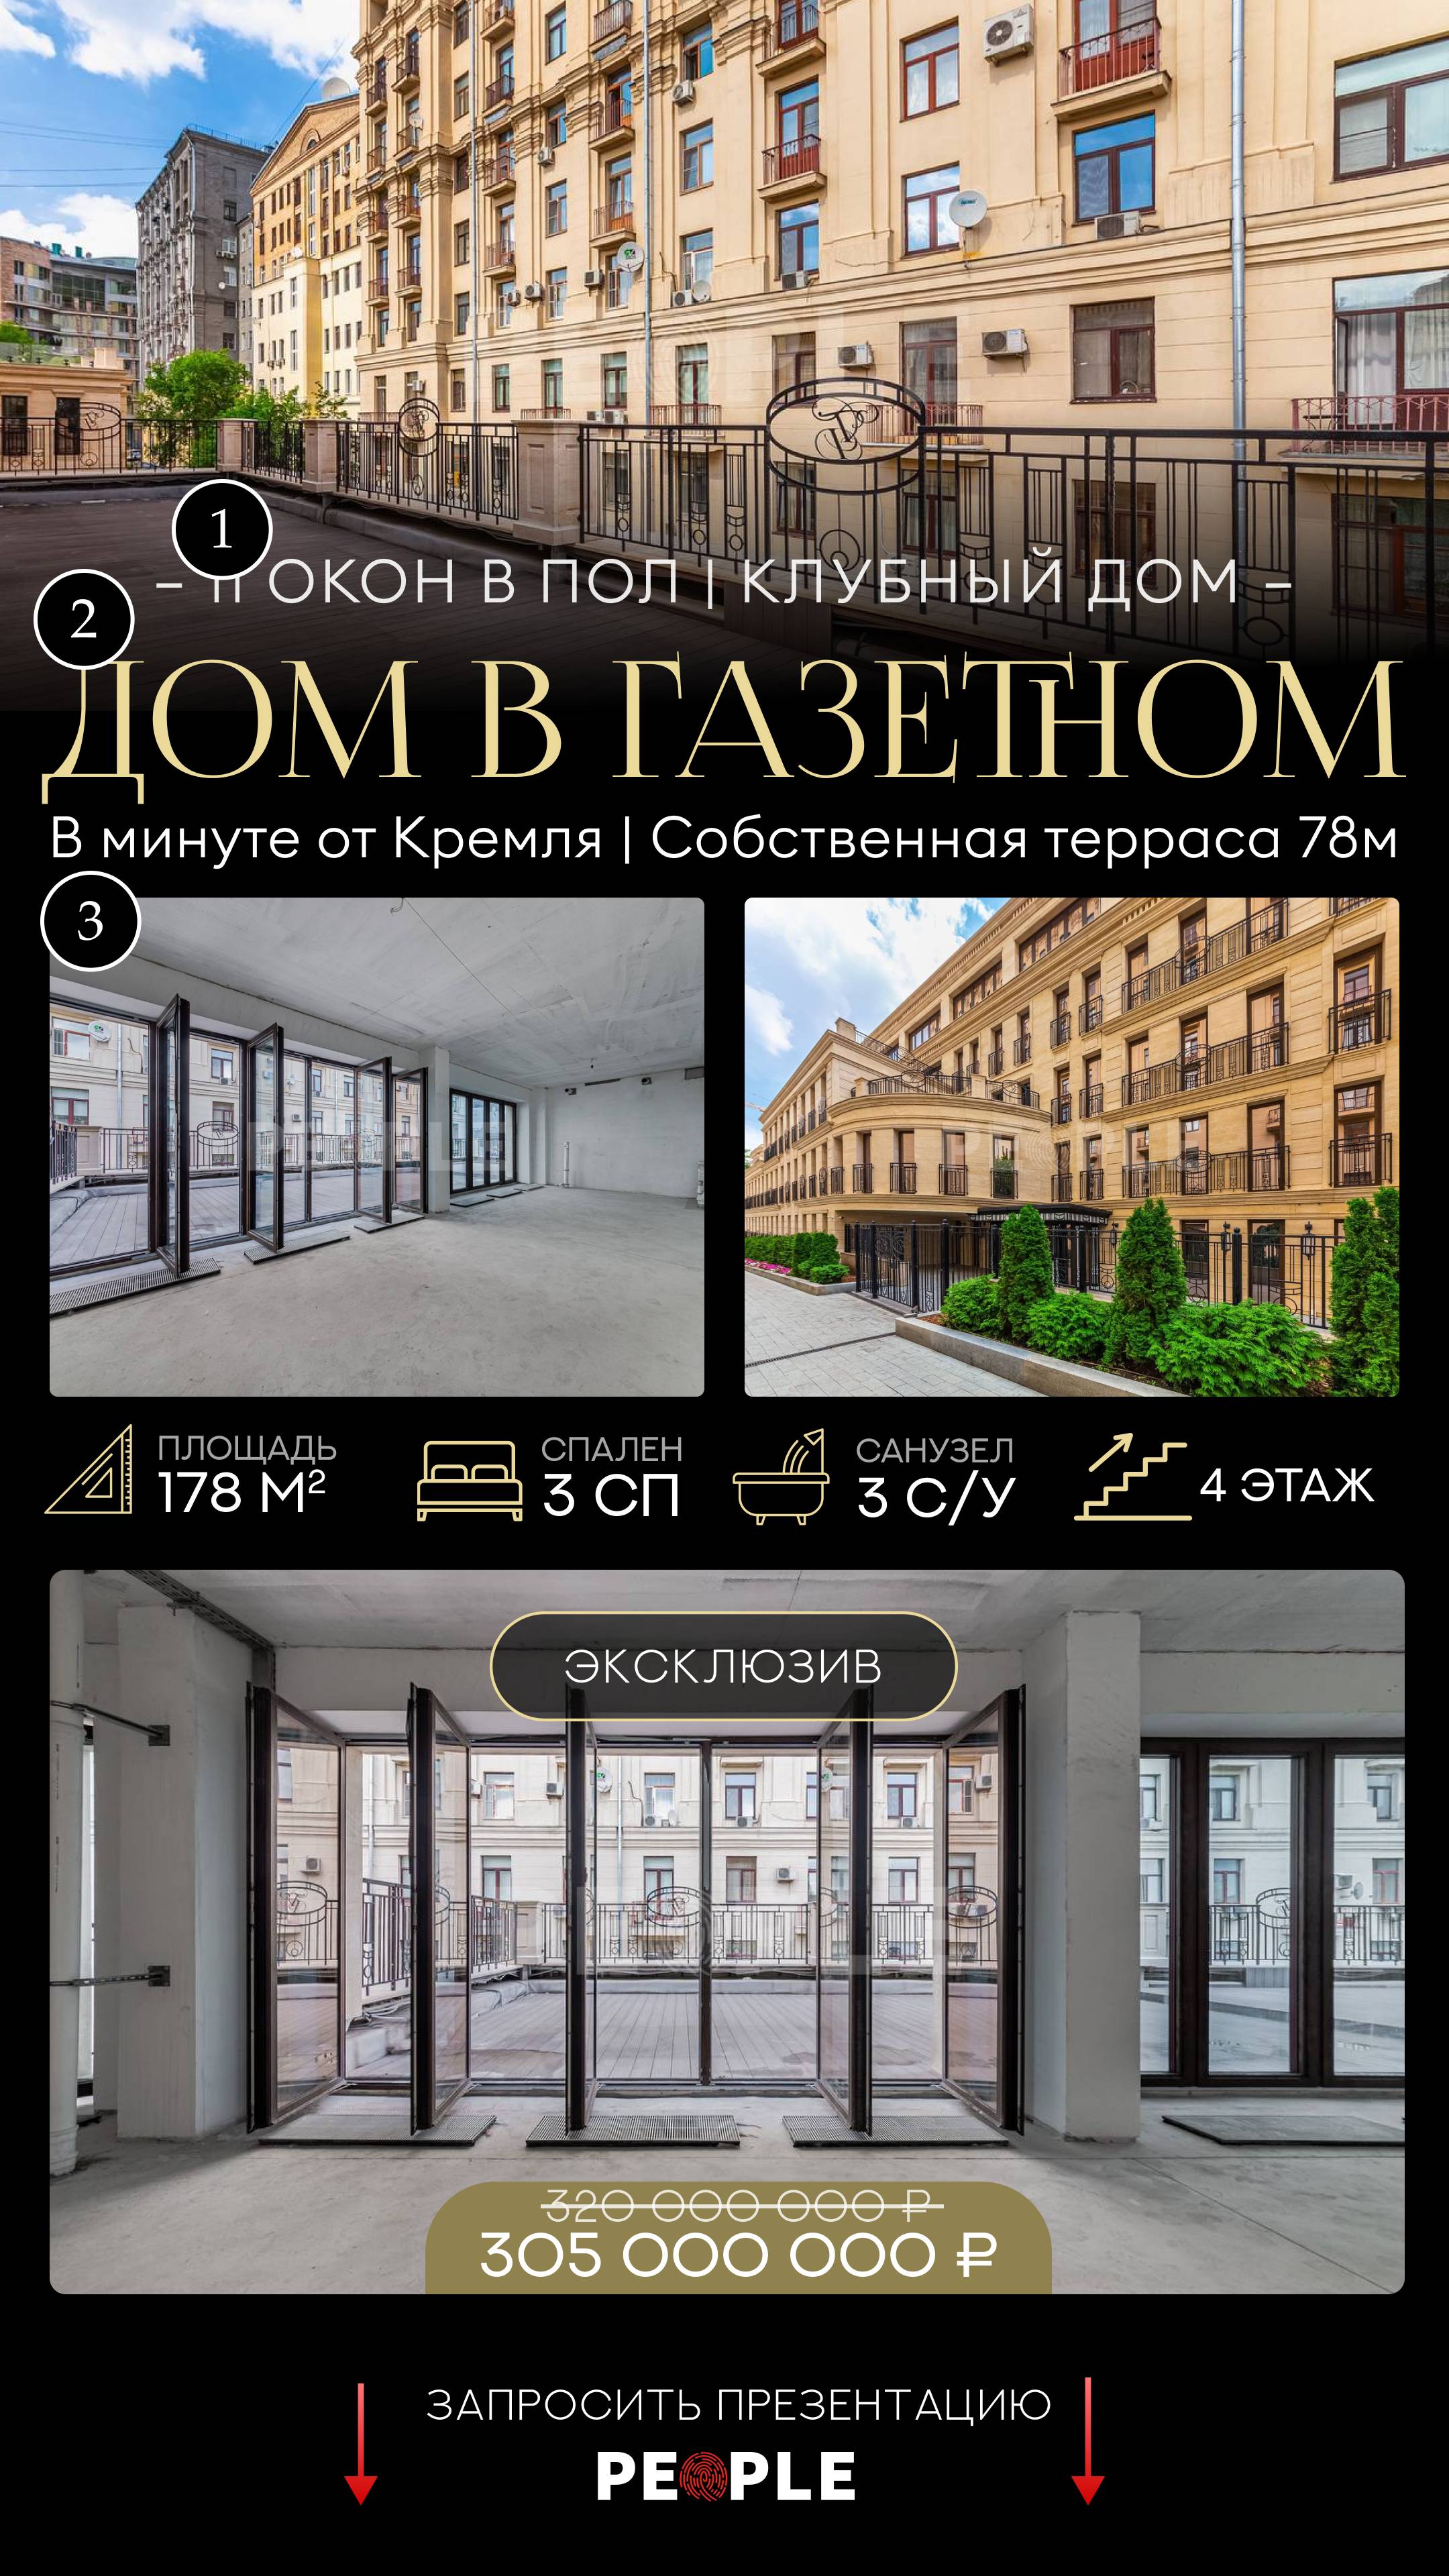 1
– 11 ОКОН В ПОЛ | КЛУБНЫЙ ДОМ –
2
ДОМ В ГАЗЕТНОМ
В минуте от Кремля | Собственная терраса 78м
3
ПЛОЩАДЬ
178 М²
СПАЛЕН
3 СП
САНУЗЕЛ
3 С/У
4 ЭТАЖ
ЭКСКЛЮЗИВ
320 000 000 ₽
305 000 000 ₽
ЗАПРОСИТЬ ПРЕЗЕНТАЦИЮ
PEOPLE